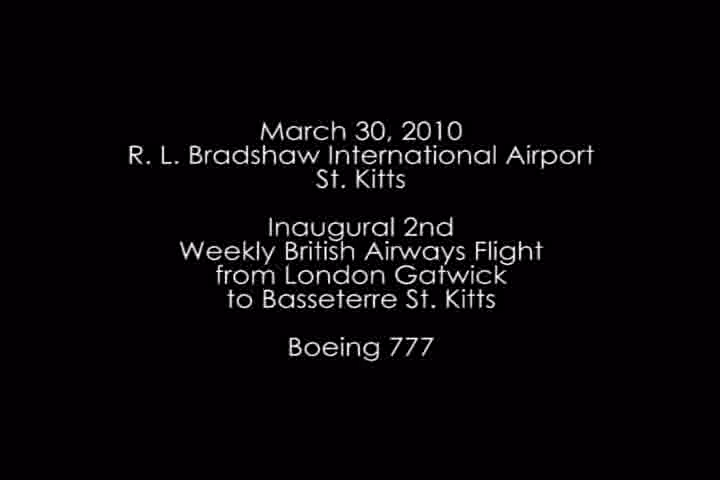 March 30, 2010
R. L. Bradshaw International Airport
St. Kitts
Inaugural 2nd
Weekly British Airways Flight
from London Gatwick
to Basseterre St. Kitts
Boeing 777